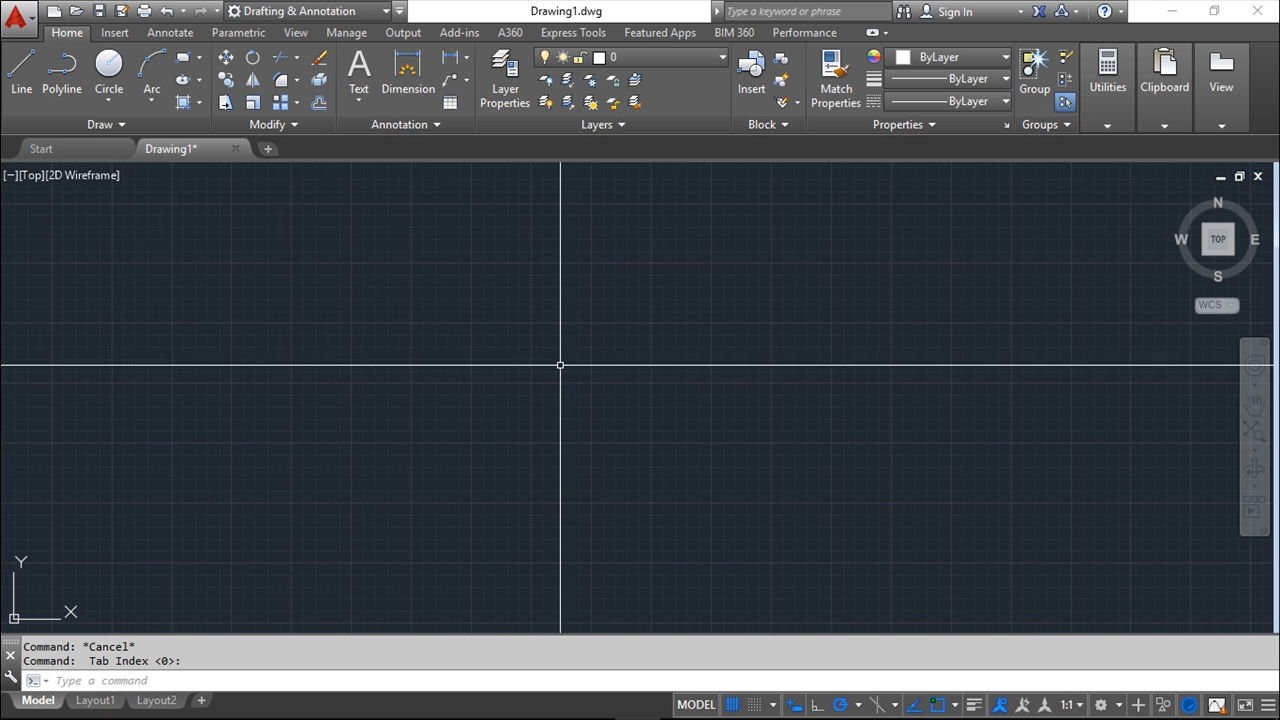 Drafting & Annotation Drawing1.dwg Type a keyword or phrase Sign In
Home Insert Annotate Parametric View Manage Output Add-ins A360 Express Tools Featured Apps BIM 360 Performance
Line Polyline Circle Arc Text Dimension Layer Properties 0 Insert Match Properties ByLayer ByLayer ByLayer Group Utilities Clipboard View
Draw Modify Annotation Layers Block Properties Groups
Start Drawing1*
[−][Top][2D Wireframe]
N
W TOP E
S
WCS
Y
X
Command: *Cancel*
Command: Tab Index <0>:
Type a command
Model Layout1 Layout2 MODEL 1:1